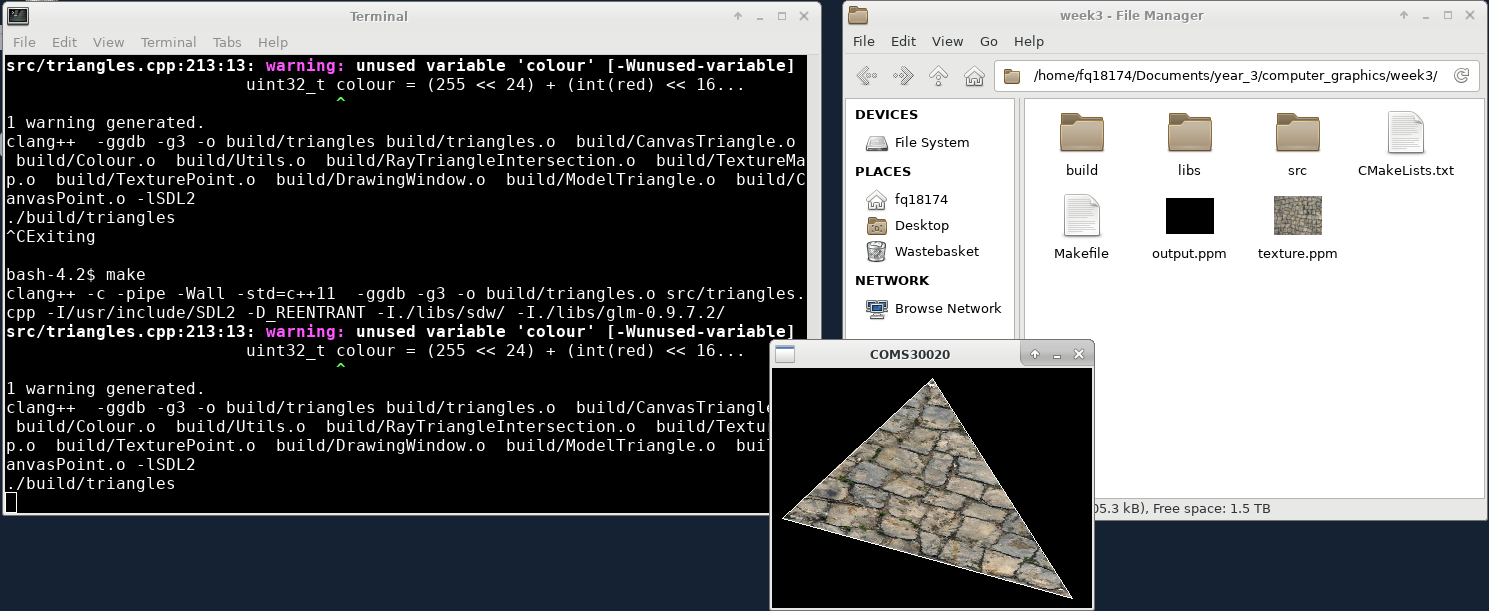 Terminal
File Edit View Terminal Tabs Help
src/triangles.cpp:213:13: warning: unused variable 'colour' [-Wunused-variable]
uint32_t colour = (255 << 24) + (int(red) << 16...
^
1 warning generated.
clang++  -ggdb -g3 -o build/triangles build/triangles.o  build/CanvasTriangle.o
build/Colour.o  build/Utils.o  build/RayTriangleIntersection.o  build/TextureMa
p.o  build/TexturePoint.o  build/DrawingWindow.o  build/ModelTriangle.o  build/C
anvasPoint.o -lSDL2
./build/triangles
^CExiting
bash-4.2$ make
clang++ -c -pipe -Wall -std=c++11  -ggdb -g3 -o build/triangles.o src/triangles.
cpp -I/usr/include/SDL2 -D_REENTRANT -I./libs/sdw/ -I./libs/glm-0.9.7.2/
src/triangles.cpp:213:13: warning: unused variable 'colour' [-Wunused-variable]
uint32_t colour = (255 << 24) + (int(red) << 16...
^
1 warning generated.
clang++  -ggdb -g3 -o build/triangles build/triangles.o  build/CanvasTriangle
build/Colour.o  build/Utils.o  build/RayTriangleIntersection.o  build/Textu
p.o  build/TexturePoint.o  build/DrawingWindow.o  build/ModelTriangle.o  bui
anvasPoint.o -lSDL2
./build/triangles
week3 - File Manager
File Edit View Go Help
/home/fq18174/Documents/year_3/computer_graphics/week3/
DEVICES
File System
PLACES
fq18174
Desktop
Wastebasket
NETWORK
Browse Network
build libs src CMakeLists.txt
Makefile output.ppm texture.ppm
05.3 kB), Free space: 1.5 TB
COMS30020